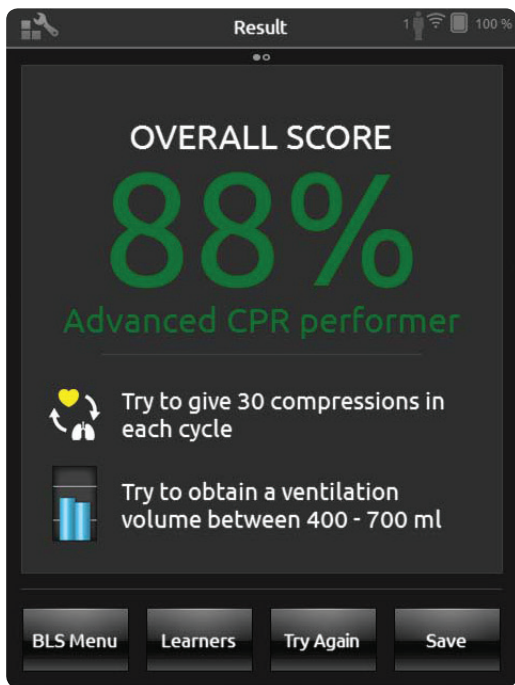 Result
1
100 %
OVERALL SCORE
88%
Advanced CPR performer
Try to give 30 compressions in
each cycle
Try to obtain a ventilation
volume between 400 - 700 ml
BLS Menu
Learners
Try Again
Save